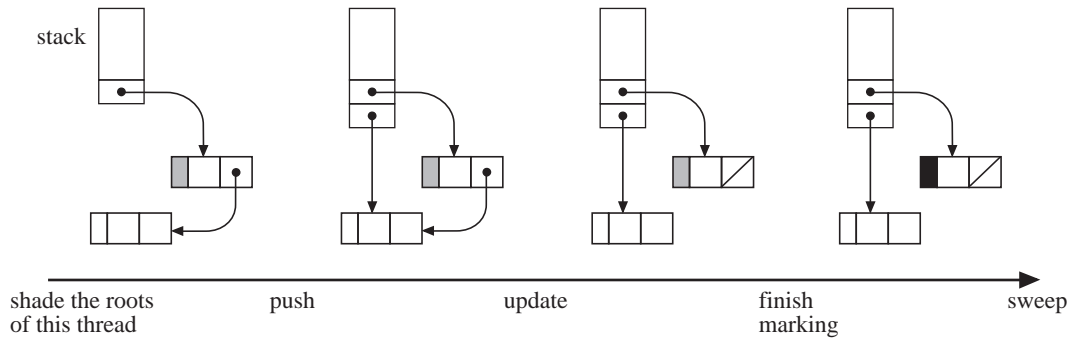 stack
shade the roots
of this thread
push
update
finish
marking
sweep